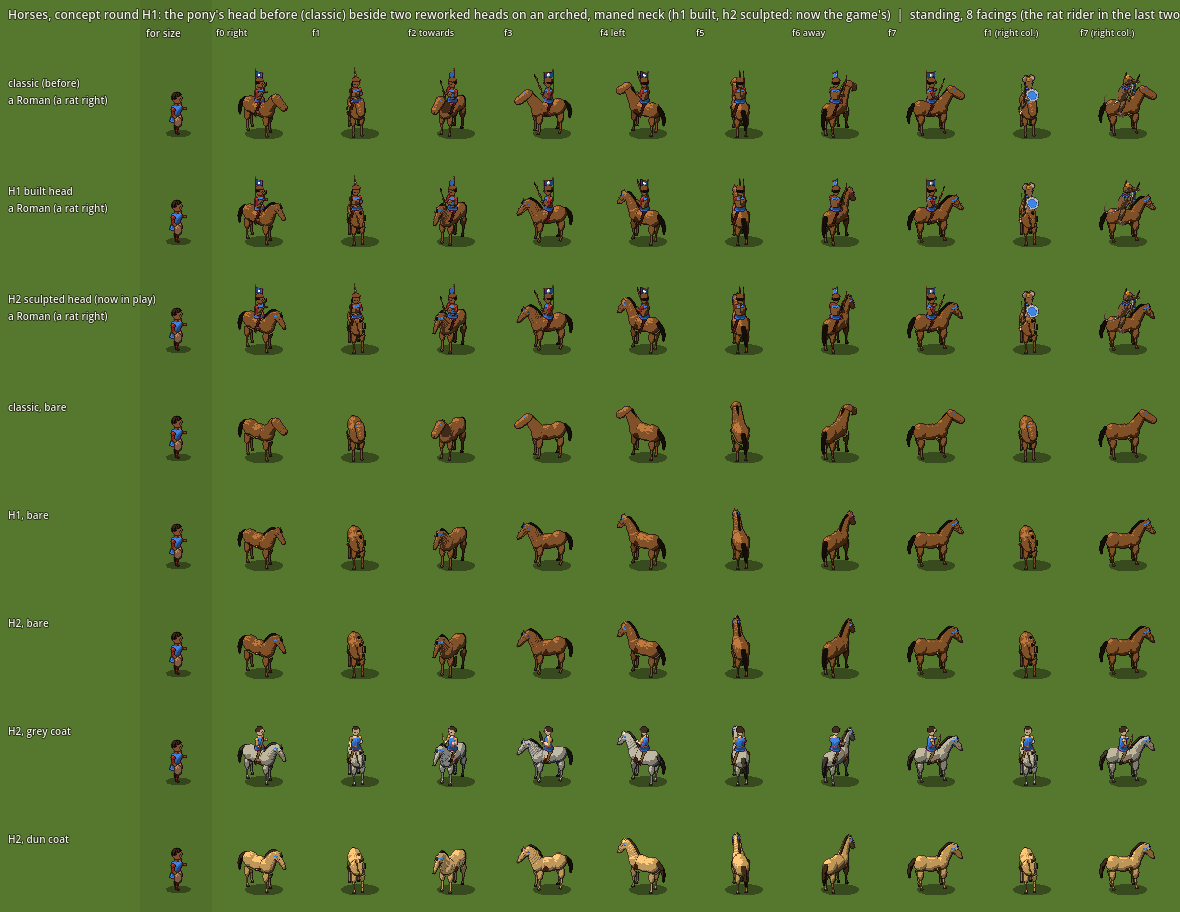 Horses, concept round H1: the pony's head before (classic) beside two reworked heads on an arched, maned neck (h1 built, h2 sculpted: now the game's) | standing, 8 facings (the rat rider in the last two
for size f0 right f1 f2 towards f3 f4 left f5 f6 away f7 f1 (right col.) f7 (right col.)
classic (before)
a Roman (a rat right)
H1 built head
a Roman (a rat right)
H2 sculpted head (now in play)
a Roman (a rat right)
classic, bare
H1, bare
H2, bare
H2, grey coat
H2, dun coat